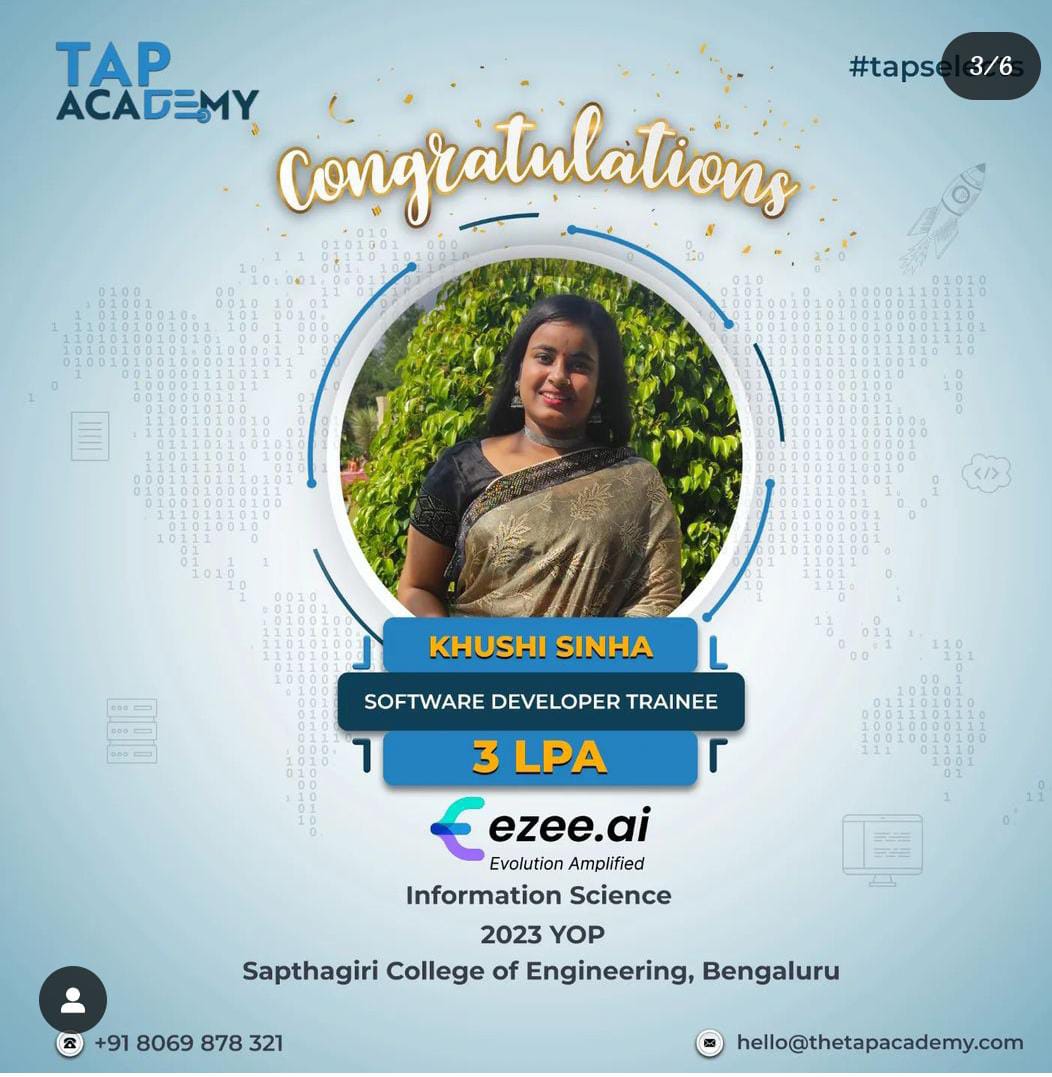 TAP
ACADEMY
#tapselects
3/6
Congratulations
KHUSHI SINHA
SOFTWARE DEVELOPER TRAINEE
3 LPA
ezee.ai
Evolution Amplified
Information Science
2023 YOP
Sapthagiri College of Engineering, Bengaluru
+91 8069 878 321
hello@thetapacademy.com